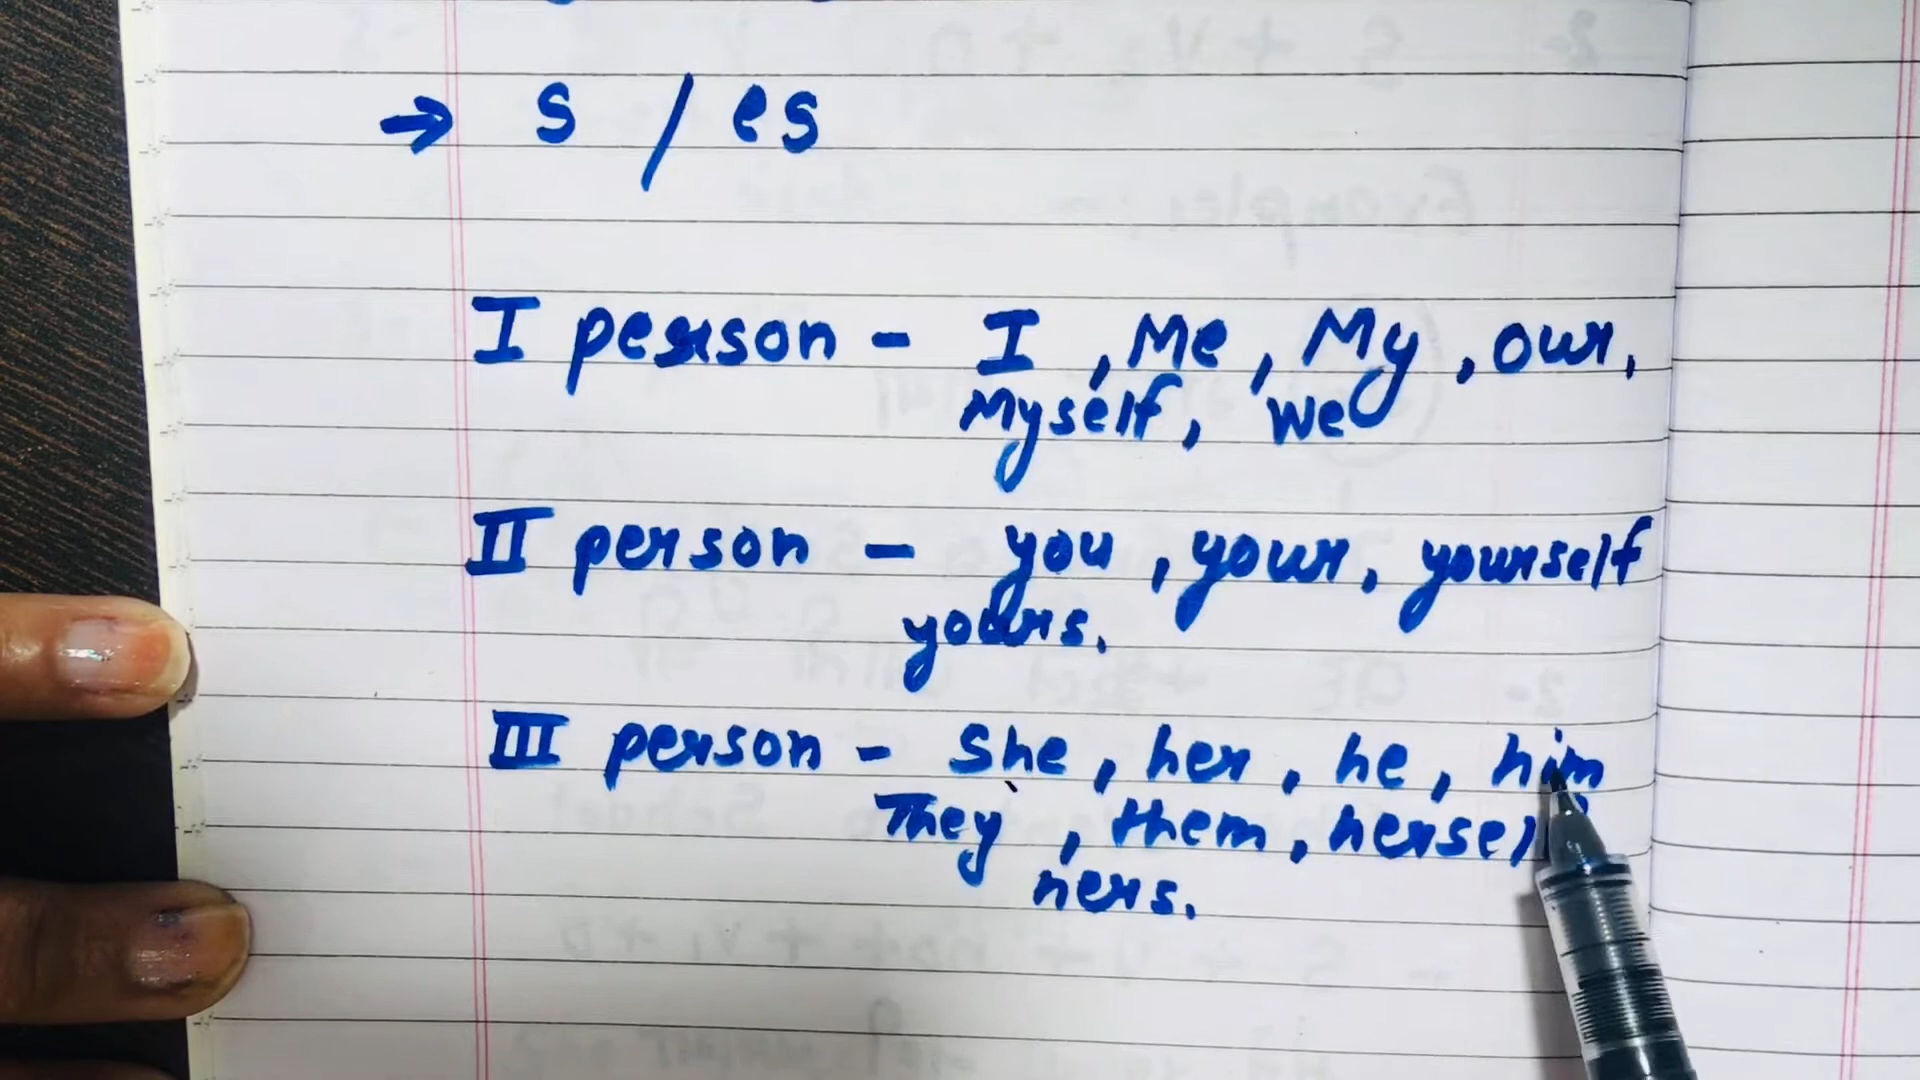 → s / es
I person - I, Me, My, our,
Myself, We
II person - you, your, yourself
yours.
III person - She, her, he, him
They, them, herself
hers.